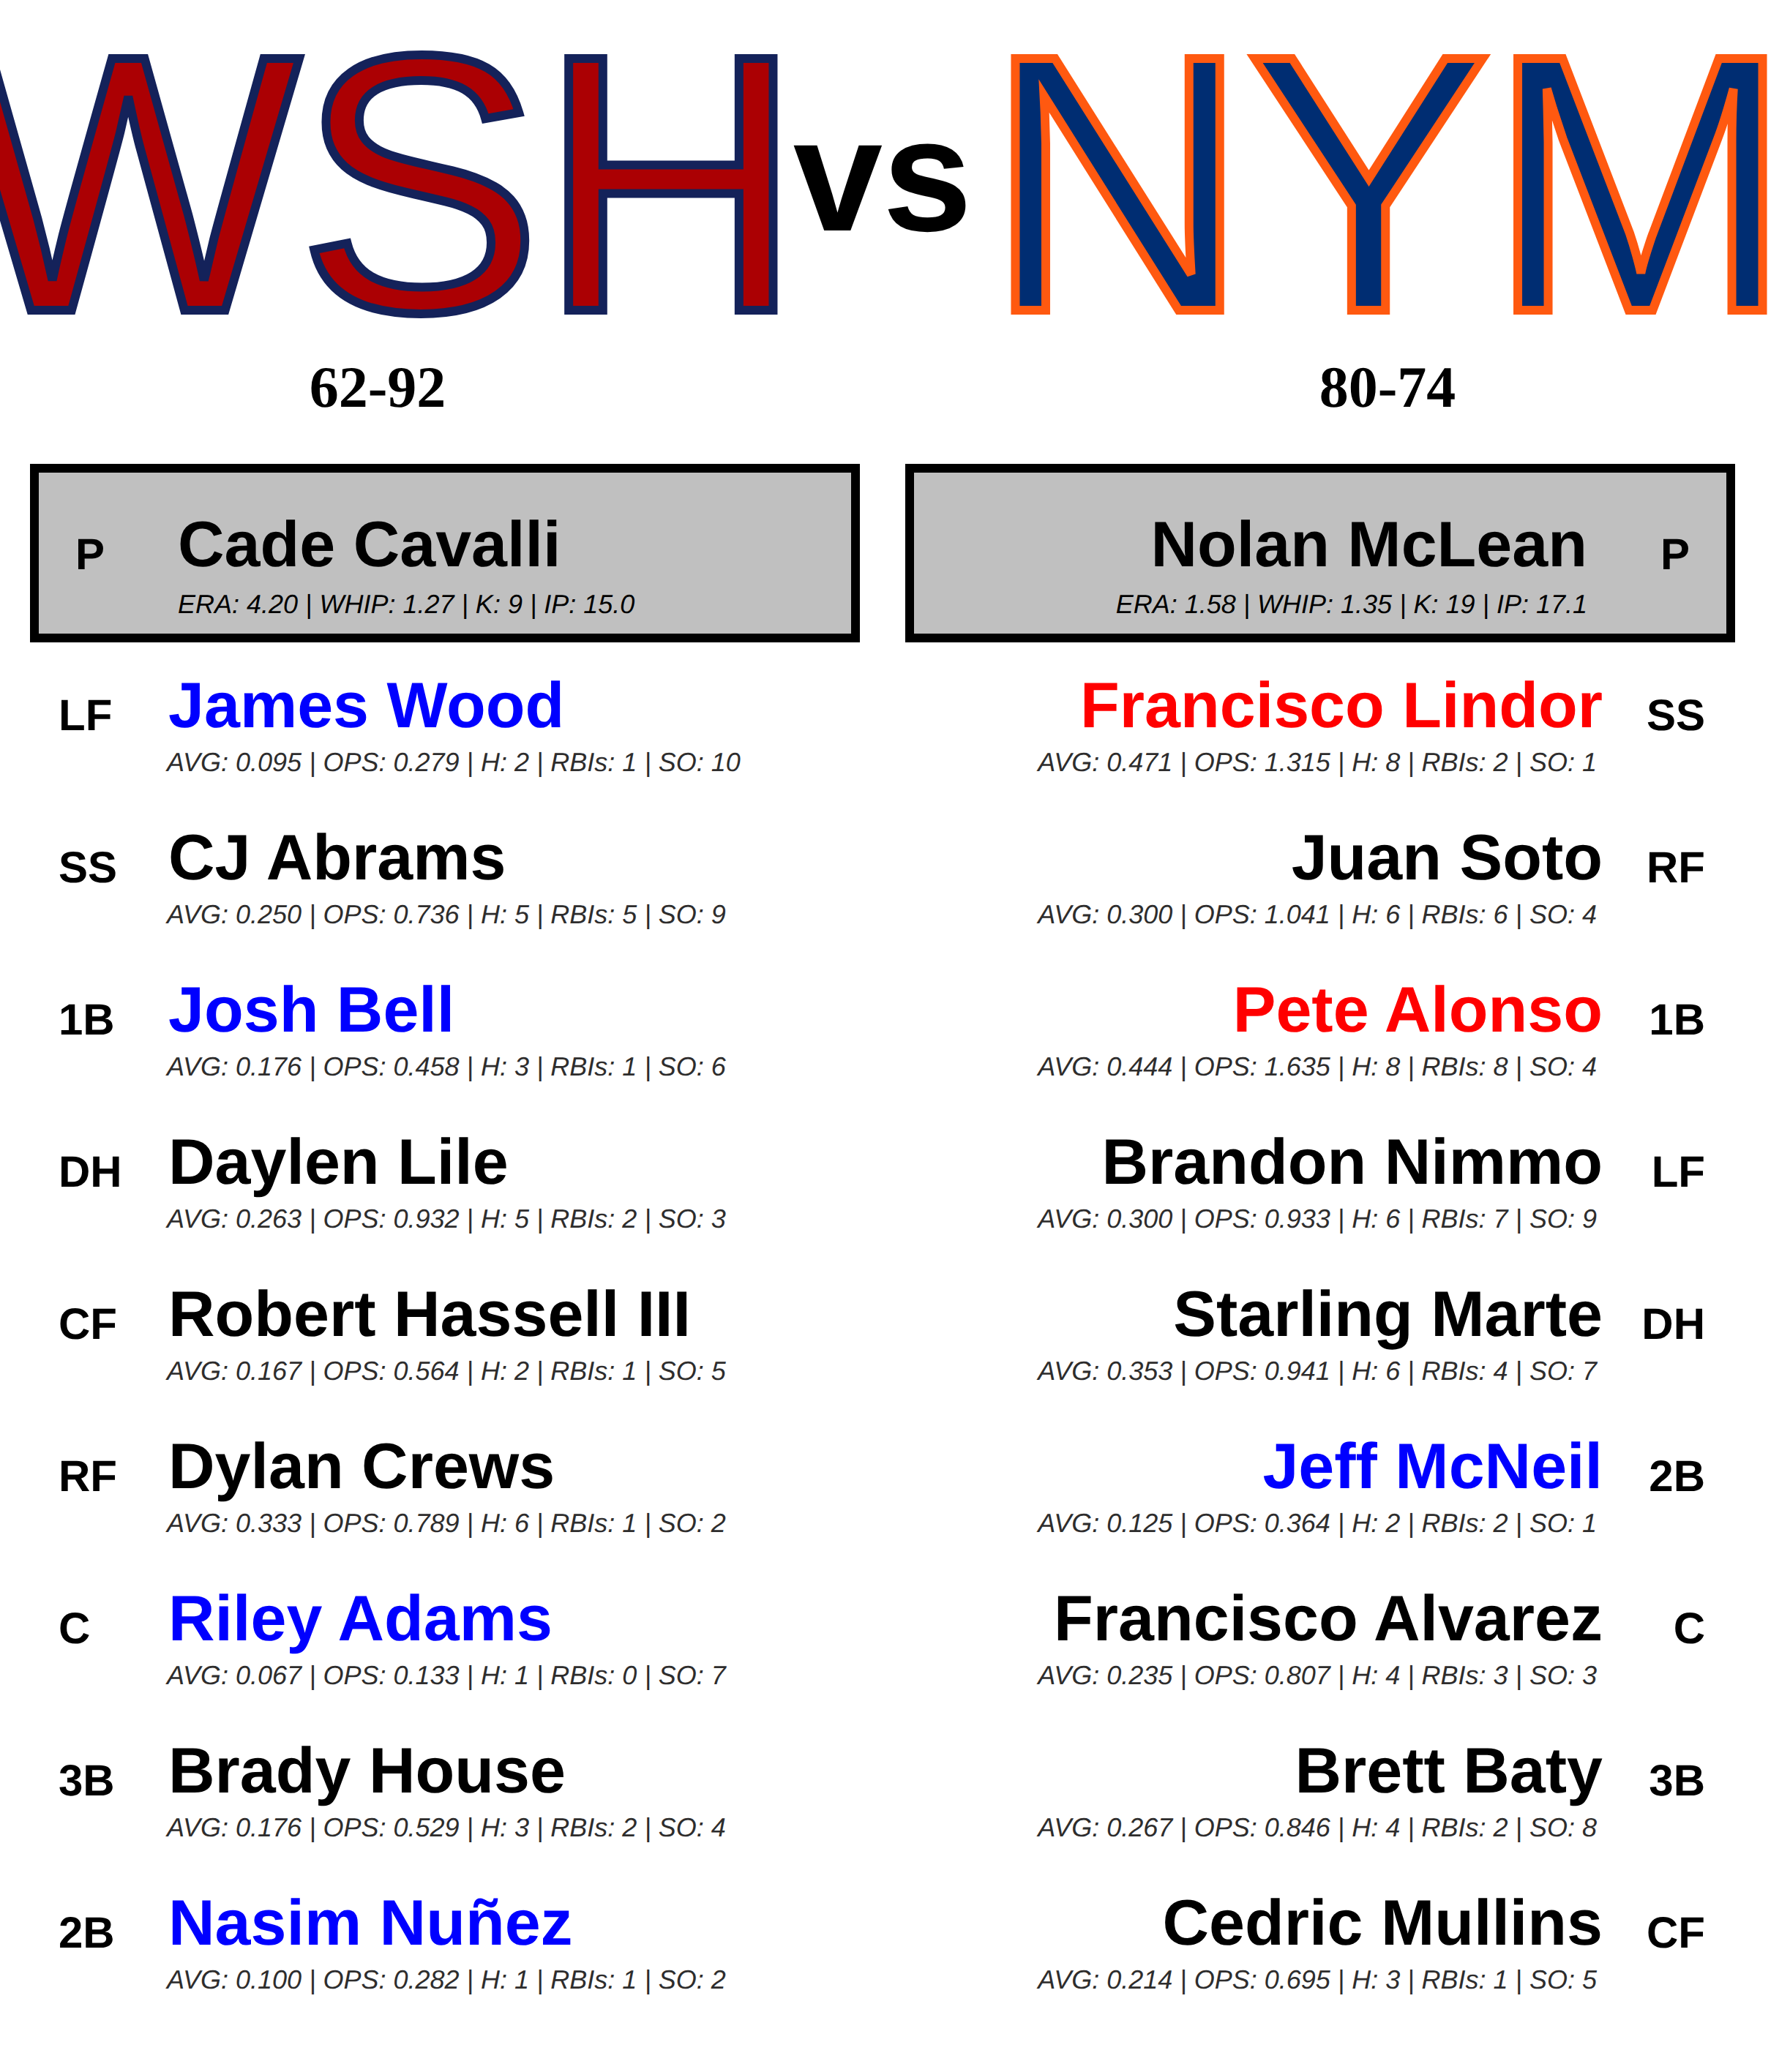 WSH vs NYM
62-92
80-74
P Cade Cavalli
ERA: 4.20 | WHIP: 1.27 | K: 9 | IP: 15.0
Nolan McLean P
ERA: 1.58 | WHIP: 1.35 | K: 19 | IP: 17.1
LF James Wood
AVG: 0.095 | OPS: 0.279 | H: 2 | RBIs: 1 | SO: 10
SS CJ Abrams
AVG: 0.250 | OPS: 0.736 | H: 5 | RBIs: 5 | SO: 9
1B Josh Bell
AVG: 0.176 | OPS: 0.458 | H: 3 | RBIs: 1 | SO: 6
DH Daylen Lile
AVG: 0.263 | OPS: 0.932 | H: 5 | RBIs: 2 | SO: 3
CF Robert Hassell III
AVG: 0.167 | OPS: 0.564 | H: 2 | RBIs: 1 | SO: 5
RF Dylan Crews
AVG: 0.333 | OPS: 0.789 | H: 6 | RBIs: 1 | SO: 2
C Riley Adams
AVG: 0.067 | OPS: 0.133 | H: 1 | RBIs: 0 | SO: 7
3B Brady House
AVG: 0.176 | OPS: 0.529 | H: 3 | RBIs: 2 | SO: 4
2B Nasim Nuñez
AVG: 0.100 | OPS: 0.282 | H: 1 | RBIs: 1 | SO: 2
Francisco Lindor SS
AVG: 0.471 | OPS: 1.315 | H: 8 | RBIs: 2 | SO: 1
Juan Soto RF
AVG: 0.300 | OPS: 1.041 | H: 6 | RBIs: 6 | SO: 4
Pete Alonso 1B
AVG: 0.444 | OPS: 1.635 | H: 8 | RBIs: 8 | SO: 4
Brandon Nimmo LF
AVG: 0.300 | OPS: 0.933 | H: 6 | RBIs: 7 | SO: 9
Starling Marte DH
AVG: 0.353 | OPS: 0.941 | H: 6 | RBIs: 4 | SO: 7
Jeff McNeil 2B
AVG: 0.125 | OPS: 0.364 | H: 2 | RBIs: 2 | SO: 1
Francisco Alvarez C
AVG: 0.235 | OPS: 0.807 | H: 4 | RBIs: 3 | SO: 3
Brett Baty 3B
AVG: 0.267 | OPS: 0.846 | H: 4 | RBIs: 2 | SO: 8
Cedric Mullins CF
AVG: 0.214 | OPS: 0.695 | H: 3 | RBIs: 1 | SO: 5